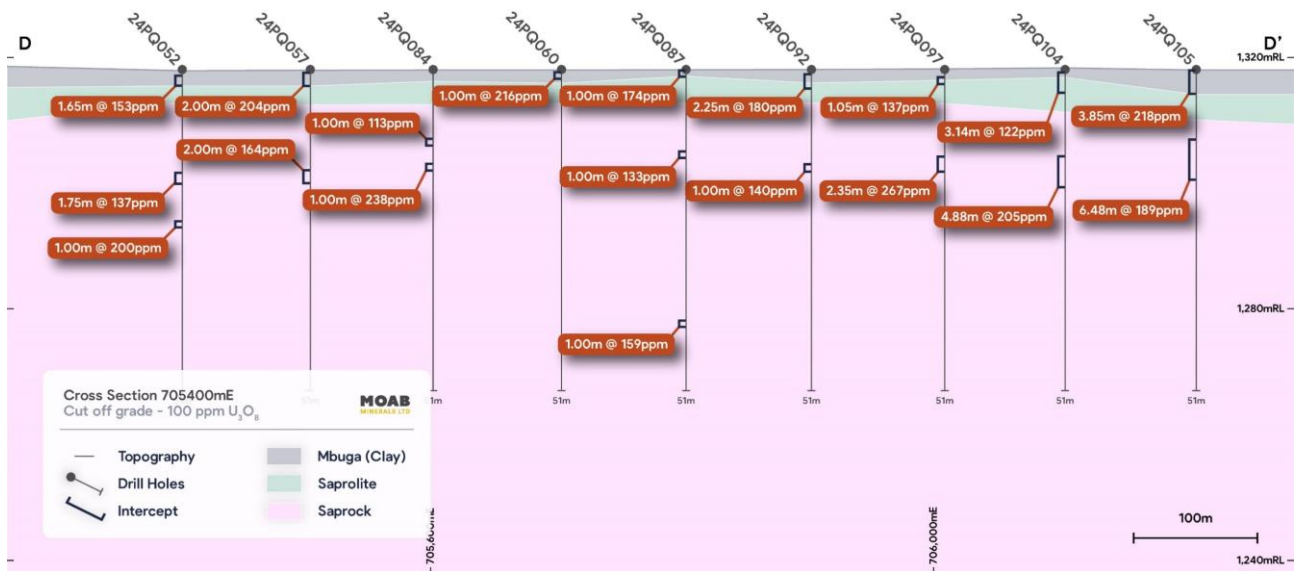 D
24PQ052
24PQ057
24PQ084
24PQ060
24PQ087
24PQ092
24PQ097
24PQ104
24PQ105
D’
1,320mRL
1.65m @ 153ppm
2.00m @ 204ppm
1.00m @ 216ppm
1.00m @ 174ppm
2.25m @ 180ppm
1.05m @ 137ppm
3.85m @ 218ppm
1.00m @ 113ppm
3.14m @ 122ppm
2.00m @ 164ppm
1.00m @ 133ppm
1.75m @ 137ppm
1.00m @ 238ppm
1.00m @ 140ppm
2.35m @ 267ppm
4.88m @ 205ppm
6.48m @ 189ppm
1.00m @ 200ppm
1,280mRL
1.00m @ 159ppm
51m
51m
51m
51m
51m
51m
51m
51m
Cross Section 705400mE
Cut off grade - 100 ppm U₃O₈
MOAB
MINERALS LTD
Topography
Drill Holes
Intercept
Mbuga (Clay)
Saprolite
Saprock
705,600mE
706,000mE
100m
1,240mRL